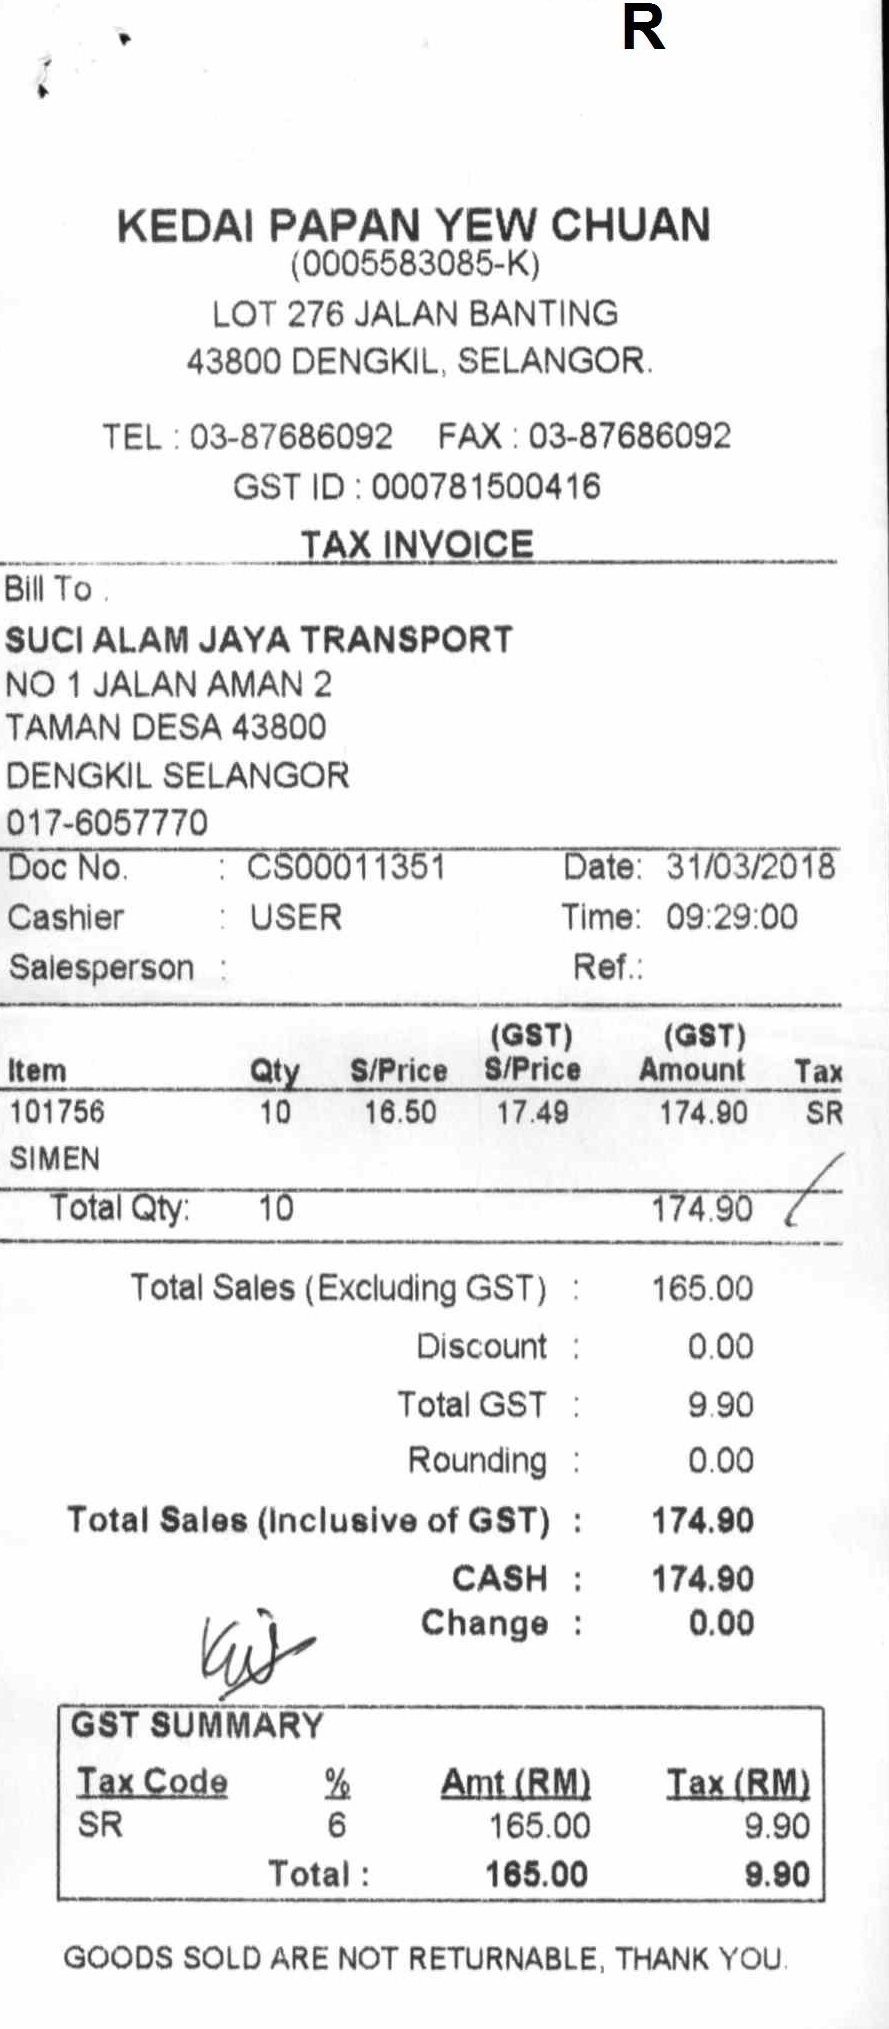 R
KEDAI PAPAN YEW CHUAN
(0005583085-K)
LOT 276 JALAN BANTING
43800 DENGKIL, SELANGOR.
TEL : 03-87686092 FAX : 03-87686092
GST ID : 000781500416
TAX INVOICE
Bill To :
SUCI ALAM JAYA TRANSPORT
NO 1 JALAN AMAN 2
TAMAN DESA 43800
DENGKIL SELANGOR
017-6057770
Doc No. : CS00011351 Date: 31/03/2018
Cashier : USER Time: 09:29:00
Salesperson : Ref.:
(GST) (GST)
Item Qty S/Price S/Price Amount Tax
101756 10 16.50 17.49 174.90 SR
SIMEN
Total Qty: 10 174.90
Total Sales (Excluding GST) : 165.00
Discount : 0.00
Total GST : 9.90
Rounding : 0.00
Total Sales (Inclusive of GST) : 174.90
CASH : 174.90
Change : 0.00
GST SUMMARY
Tax Code % Amt (RM) Tax (RM)
SR 6 165.00 9.90
Total : 165.00 9.90
GOODS SOLD ARE NOT RETURNABLE, THANK YOU.